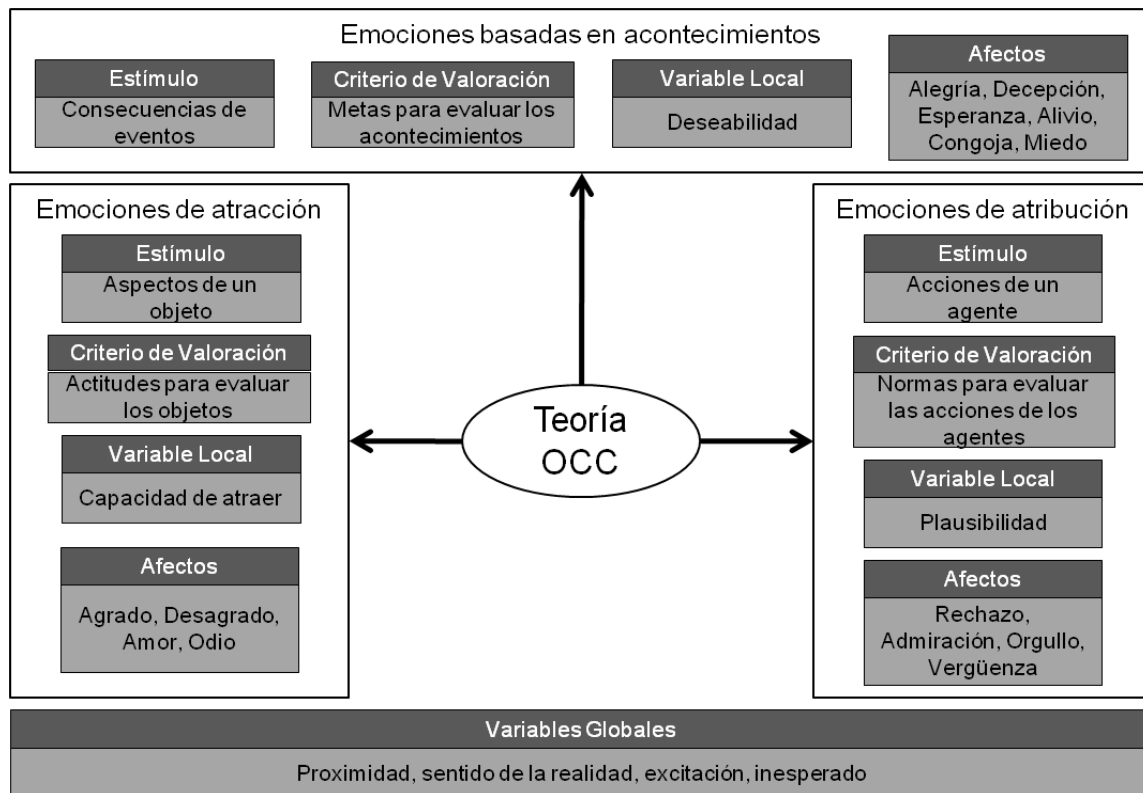 Emociones basadas en acontecimientos
Estímulo
Consecuencias de
eventos
Criterio de Valoración
Metas para evaluar los
acontecimientos
Variable Local
Deseabilidad
Afectos
Alegría, Decepción,
Esperanza, Alivio,
Congoja, Miedo
Emociones de atracción
Estímulo
Aspectos de un
objeto
Criterio de Valoración
Actitudes para evaluar
los objetos
Variable Local
Capacidad de atraer
Afectos
Agrado, Desagrado,
Amor, Odio
Teoría
OCC
Emociones de atribución
Estímulo
Acciones de un
agente
Criterio de Valoración
Normas para evaluar
las acciones de los
agentes
Variable Local
Plausibilidad
Afectos
Rechazo,
Admiración, Orgullo,
Vergüenza
Variables Globales
Proximidad, sentido de la realidad, excitación, inesperado